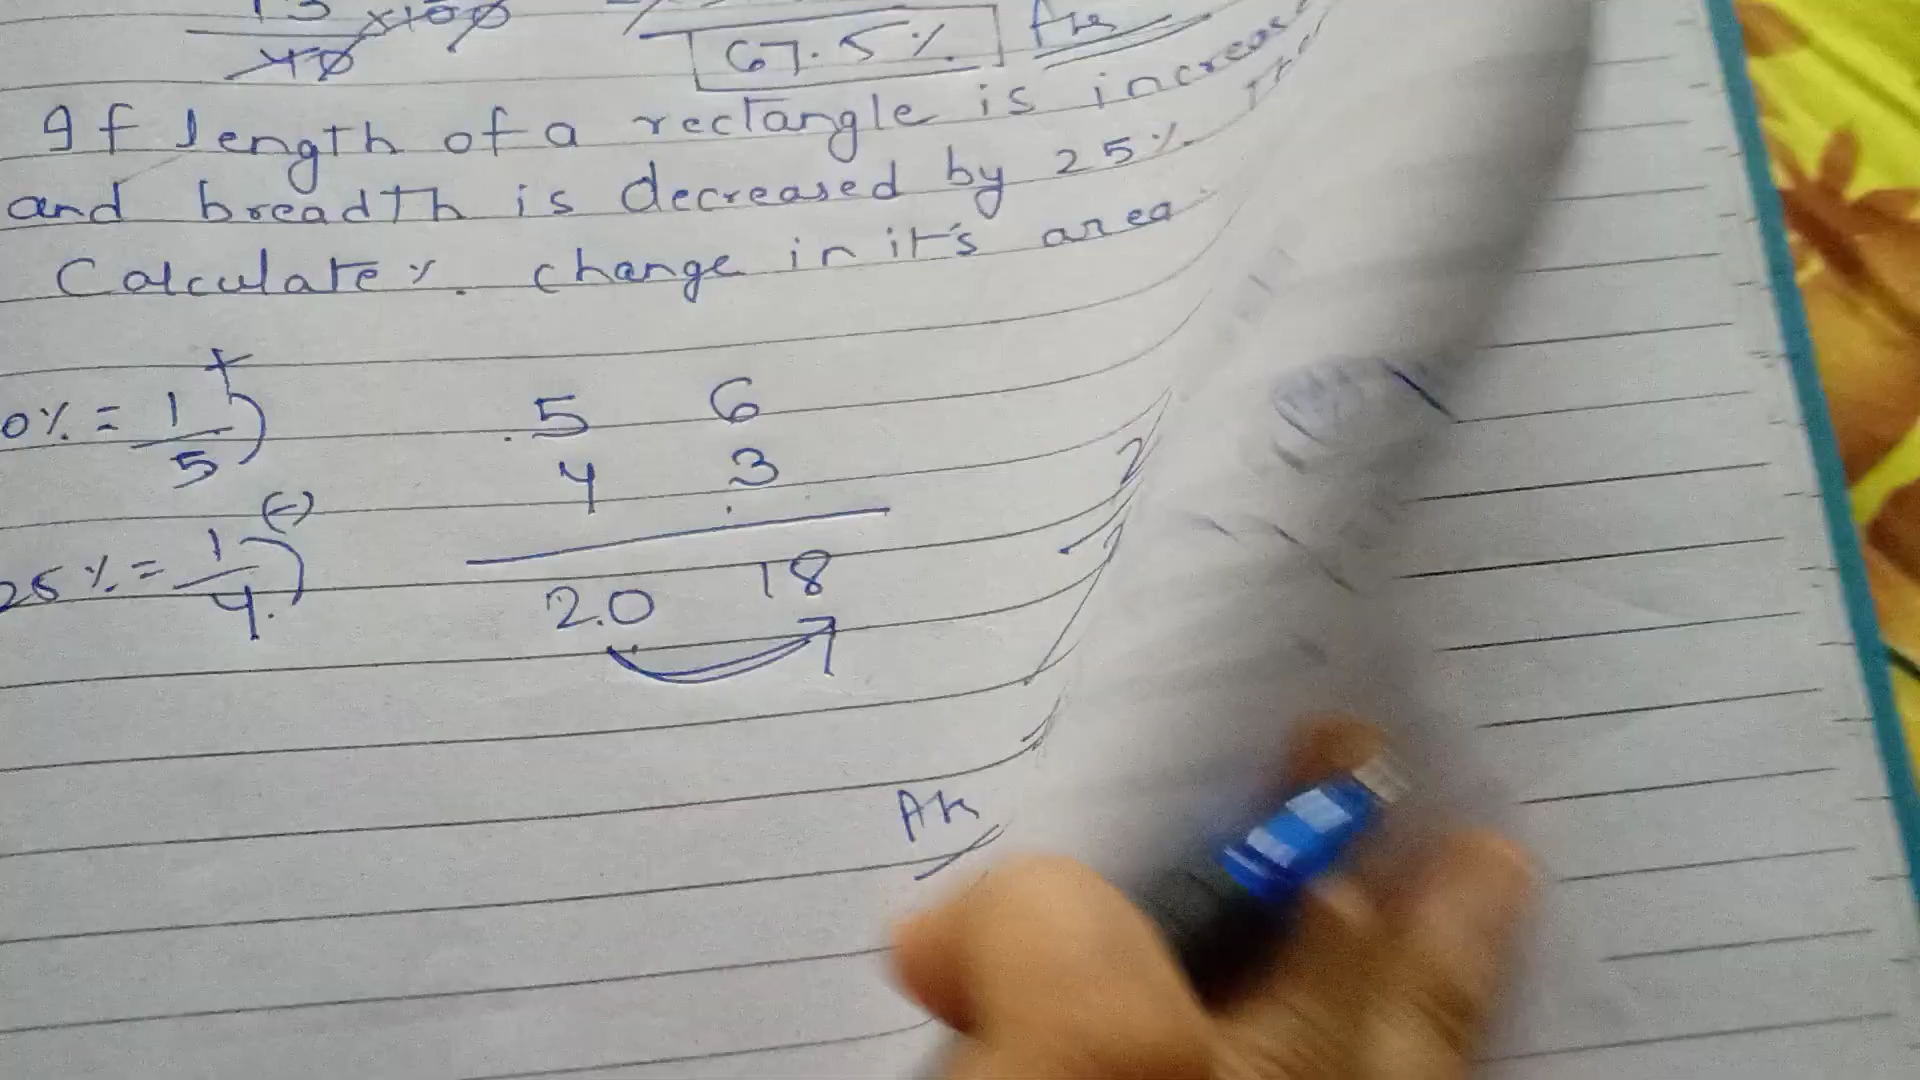 67.5% Ans
If length of a rectangle is increas
and breadth is decreased by 25%
Calculate % change in it's area
0% = 1/5 +
5 6
4 3
25% = 1/4 (-)
20 18
Ans